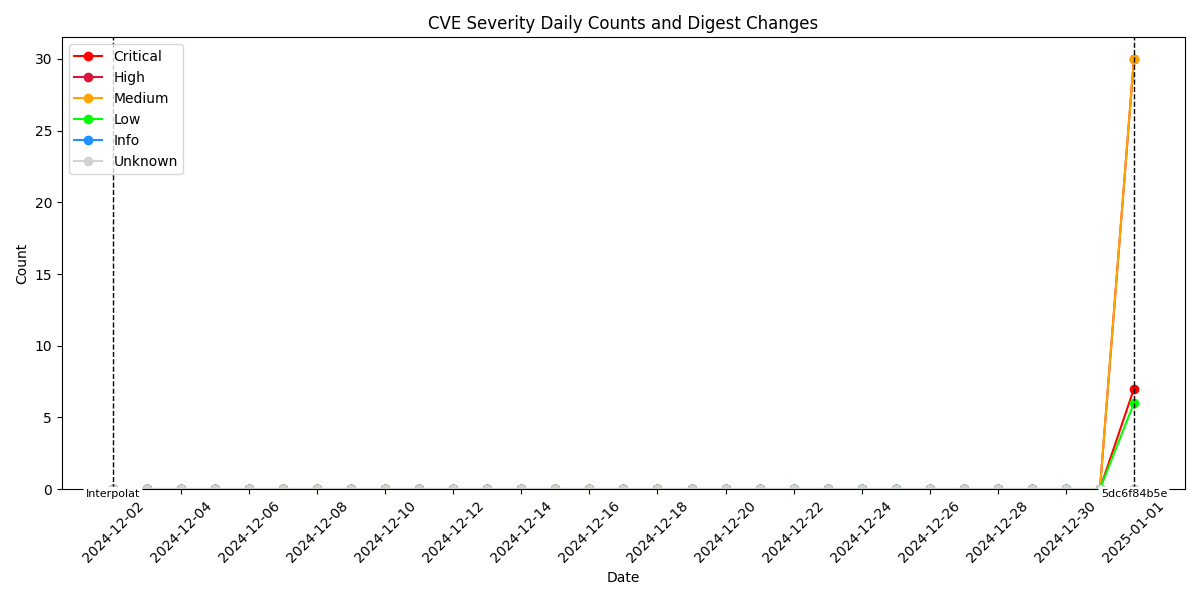 CVE Severity Daily Counts and Digest Changes
Critical
High
Medium
Low
Info
Unknown
Count
30
25
20
15
10
5
0
Interpolat
5dc6f84b5e
2024-12-02
2024-12-04
2024-12-06
2024-12-08
2024-12-10
2024-12-12
2024-12-14
2024-12-16
2024-12-18
2024-12-20
2024-12-22
2024-12-24
2024-12-26
2024-12-28
2024-12-30
2025-01-01
Date